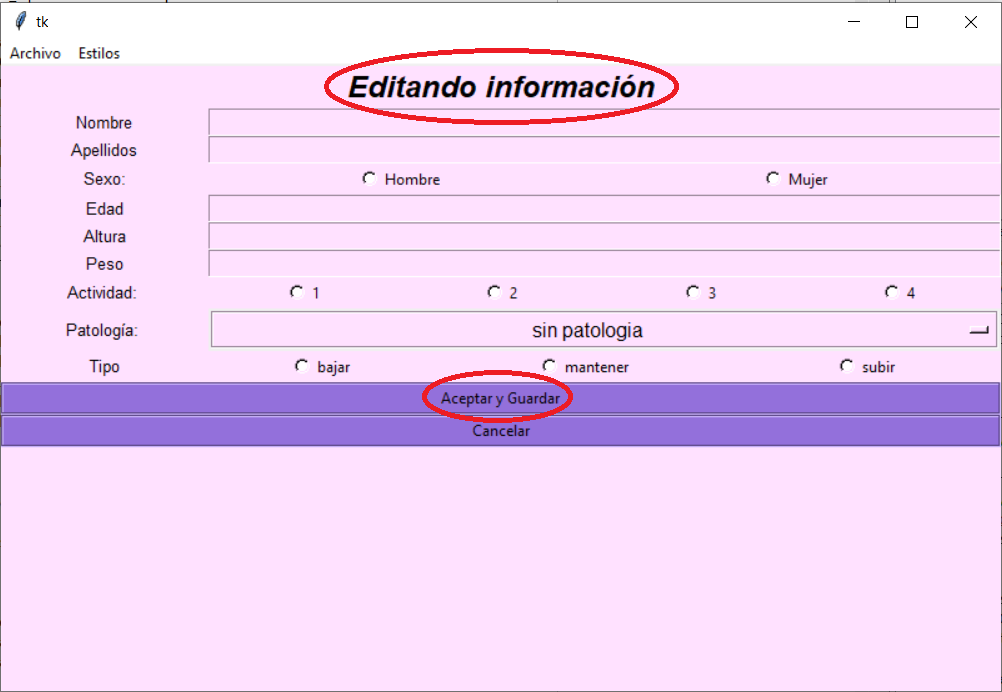 tk
Archivo Estilos
Editando información
Nombre
Apellidos
Sexo: Hombre Mujer
Edad
Altura
Peso
Actividad: 1 2 3 4
Patología: sin patologia
Tipo bajar mantener subir
Aceptar y Guardar
Cancelar